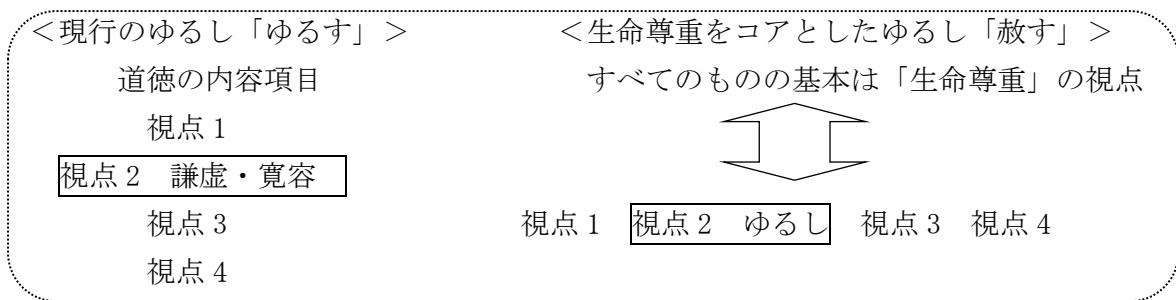 ＜現行のゆるし「ゆるす」＞
道徳の内容項目
視点 1
視点 2　謙虚・寛容
視点 3
視点 4
＜生命尊重をコアとしたゆるし「赦す」＞
すべてのものの基本は「生命尊重」の視点
視点 1　視点 2　ゆるし　視点 3　視点 4